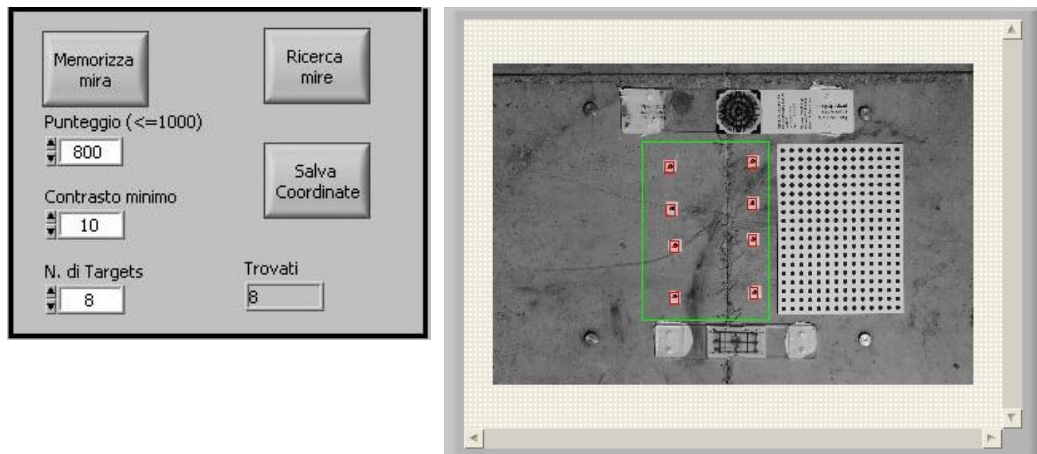 Memorizza
mira
Ricerca
mire
Punteggio (<=1000)
800
Salva
Coordinate
Contrasto minimo
10
N. di Targets
8
Trovati
8